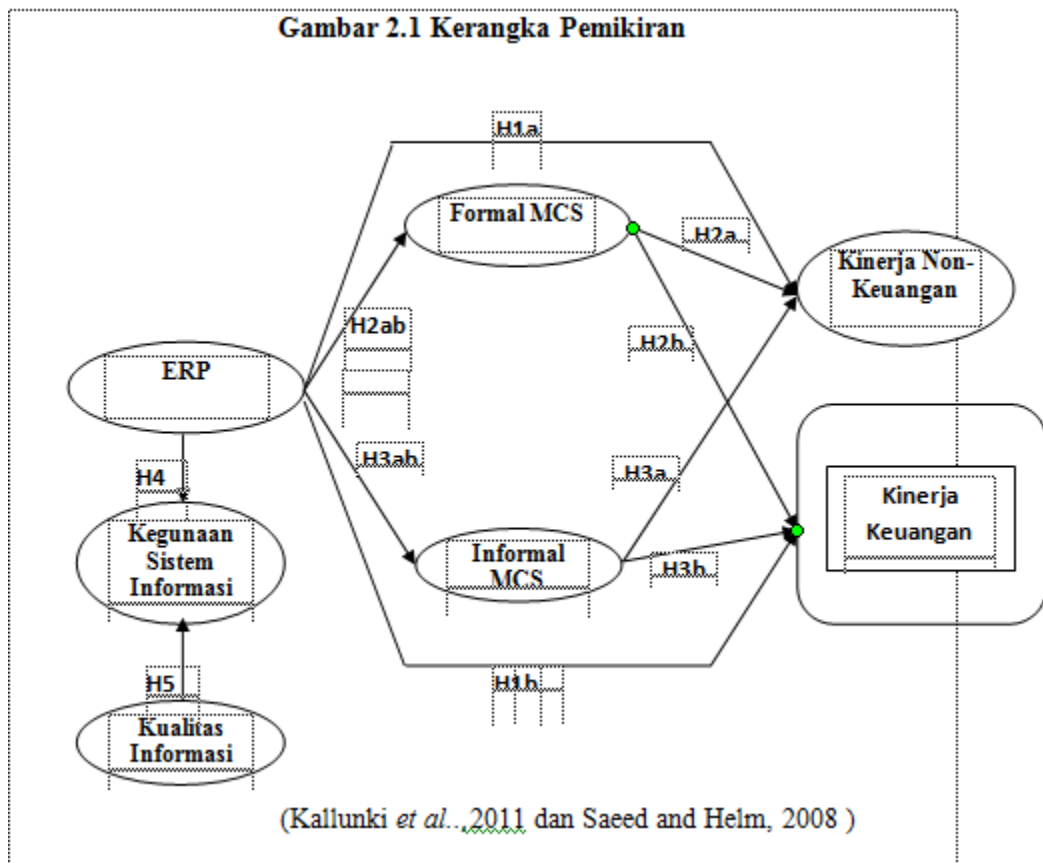 Gambar 2.1 Kerangka Pemikiran
H1a
Formal MCS
H2a
Kinerja Non-
Keuangan
H2ab
H2b
ERP
H3ab
H3a
H4
Kinerja
Keuangan
Kegunaan
Sistem
Informasi
Informal
MCS
H3b
H1b
H5
Kualitas
Informasi
(Kallunki et al..,2011 dan Saeed and Helm, 2008 )